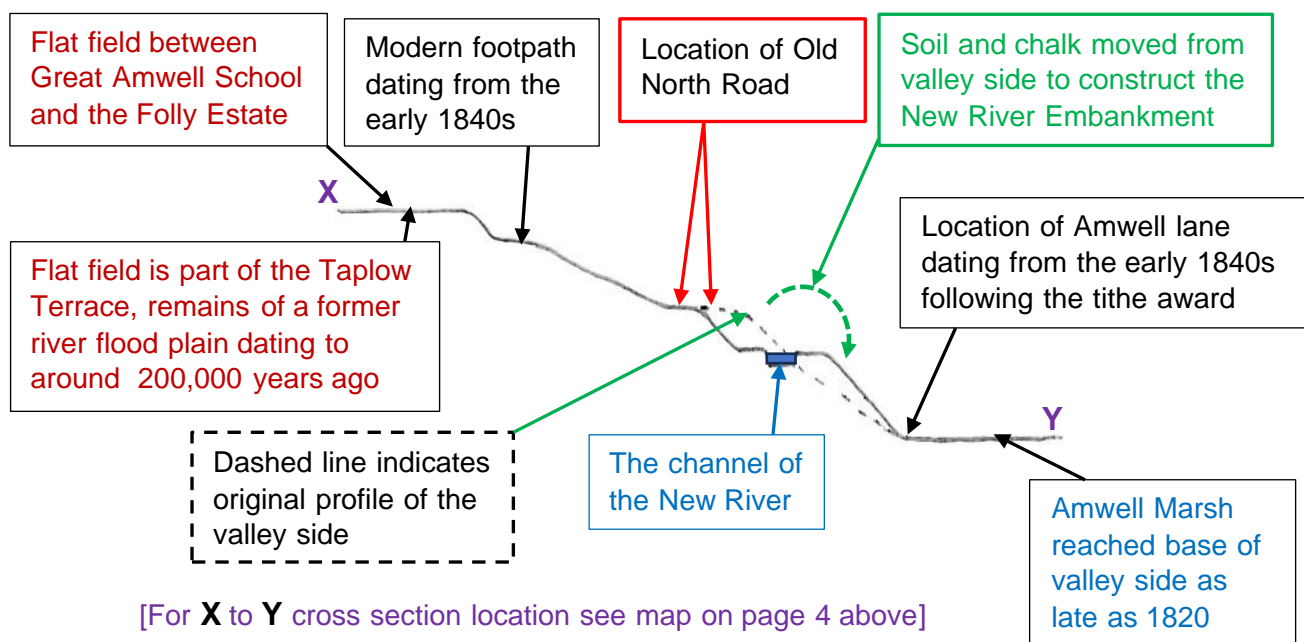 Flat field between
Great Amwell School
and the Folly Estate
Modern footpath
dating from the
early 1840s
Location of Old
North Road
Soil and chalk moved from
valley side to construct the
New River Embankment
X
Flat field is part of the Taplow
Terrace, remains of a former
river flood plain dating to
around 200,000 years ago
Location of Amwell lane
dating from the early 1840s
following the tithe award
Dashed line indicates
original profile of the
valley side
The channel of
the New River
Y
Amwell Marsh
reached base of
valley side as
late as 1820
[For X to Y cross section location see map on page 4 above]